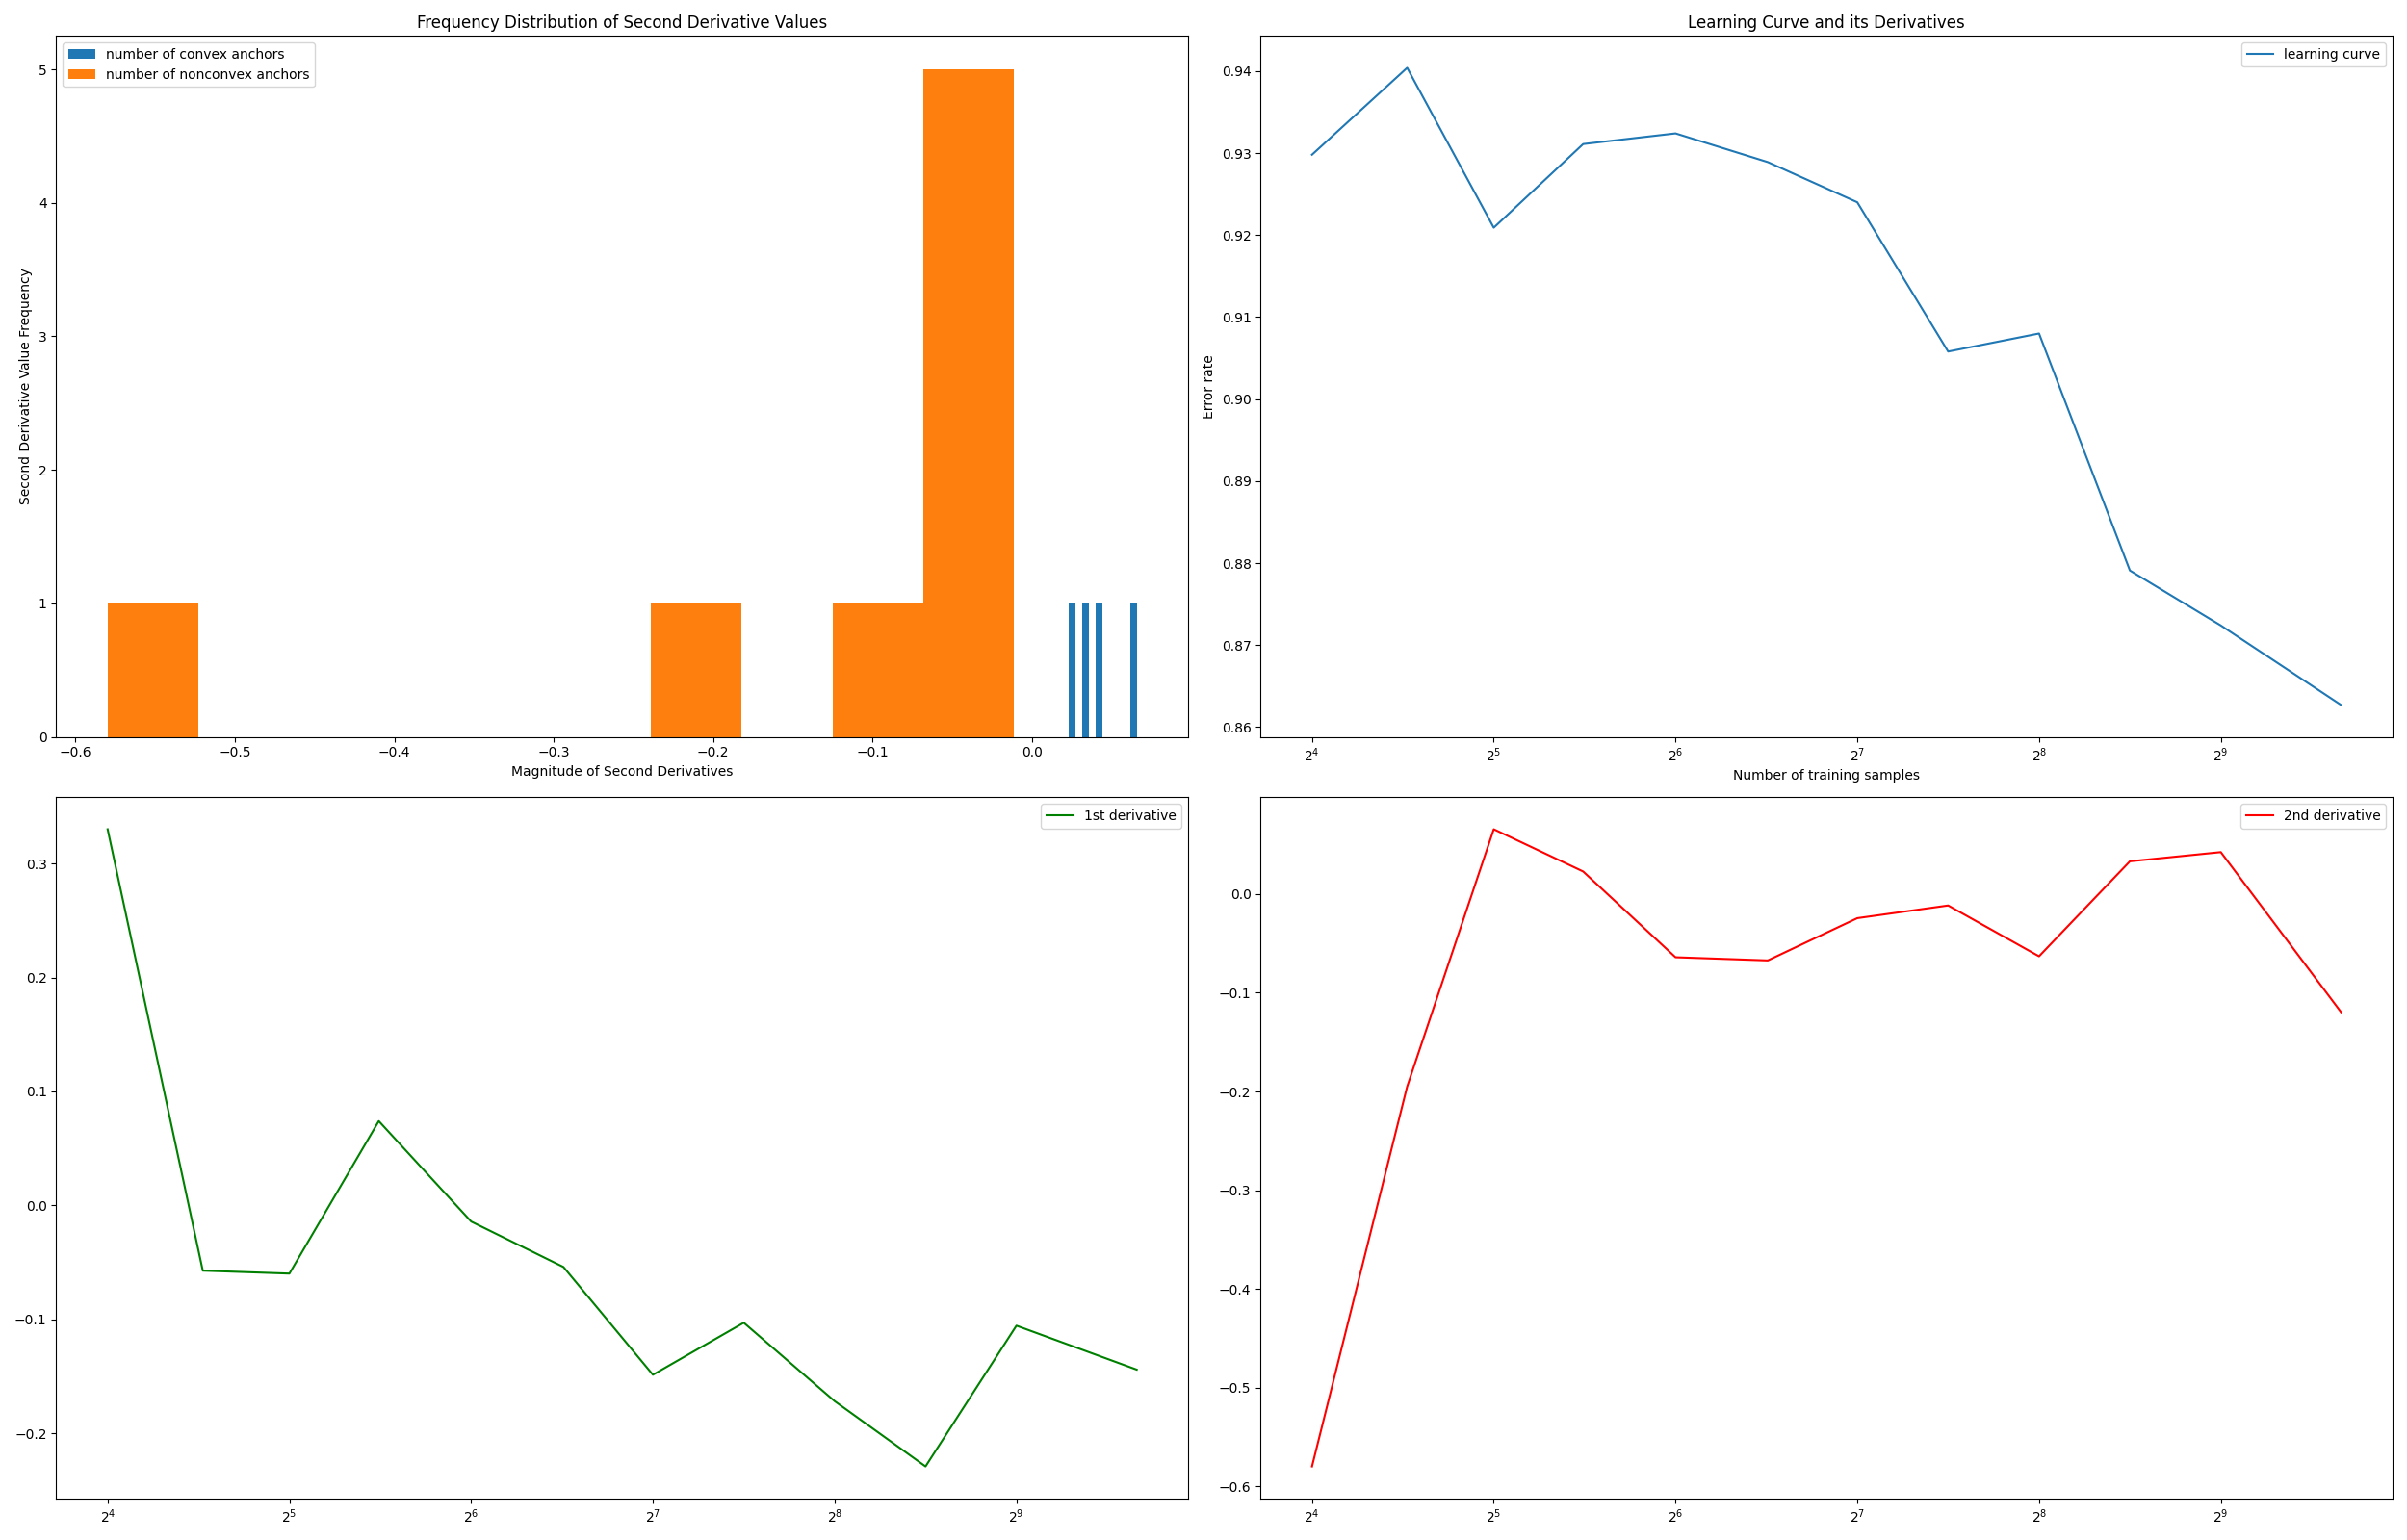 Frequency Distribution of Second Derivative Values
number of convex anchors
number of nonconvex anchors
Second Derivative Value Frequency
5
4
3
2
1
0
−0.6 −0.5 −0.4 −0.3 −0.2 −0.1 0.0
Magnitude of Second Derivatives
Learning Curve and its Derivatives
learning curve
Error rate
0.94
0.93
0.92
0.91
0.90
0.89
0.88
0.87
0.86
2⁴ 2⁵ 2⁶ 2⁷ 2⁸ 2⁹
Number of training samples
1st derivative
0.3
0.2
0.1
0.0
−0.1
−0.2
2⁴ 2⁵ 2⁶ 2⁷ 2⁸ 2⁹
2nd derivative
0.0
−0.1
−0.2
−0.3
−0.4
−0.5
−0.6
2⁴ 2⁵ 2⁶ 2⁷ 2⁸ 2⁹